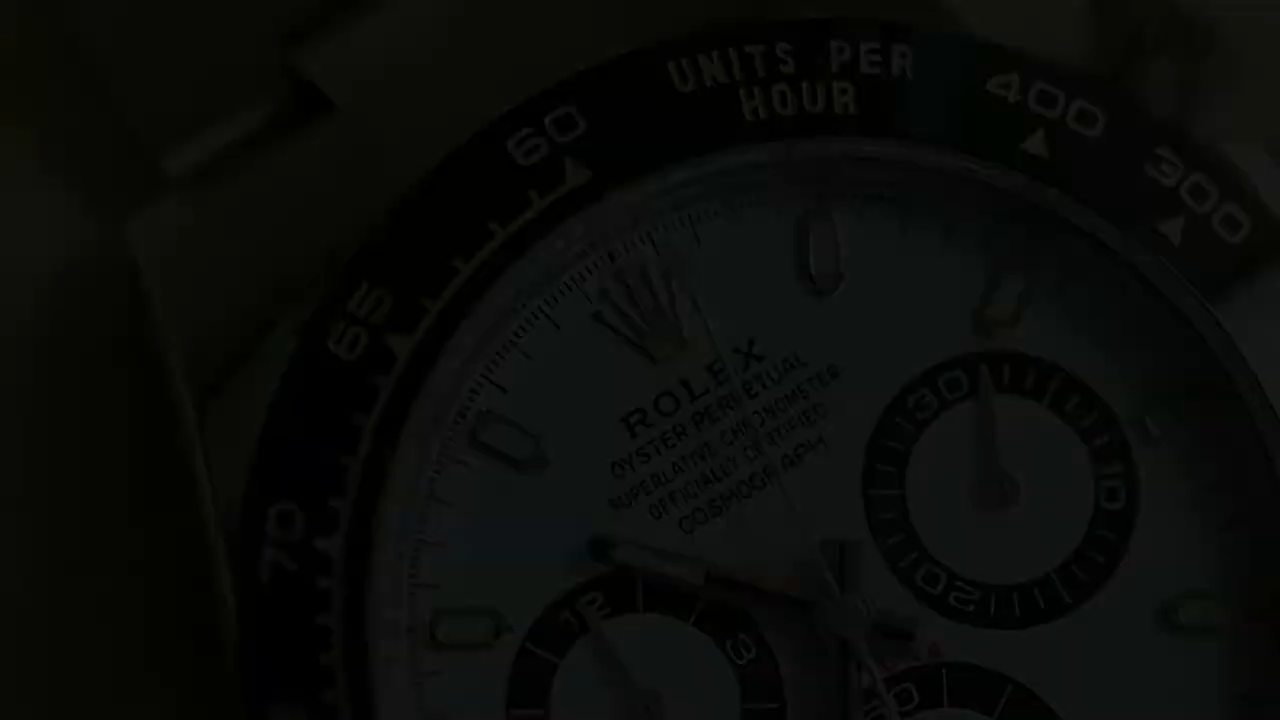 UNITS PER
HOUR
400
300
60
65
70
ROLEX
OYSTER PERPETUAL
SUPERLATIVE CHRONOMETER
OFFICIALLY CERTIFIED
COSMOGRAPH
30
10
20
12
3